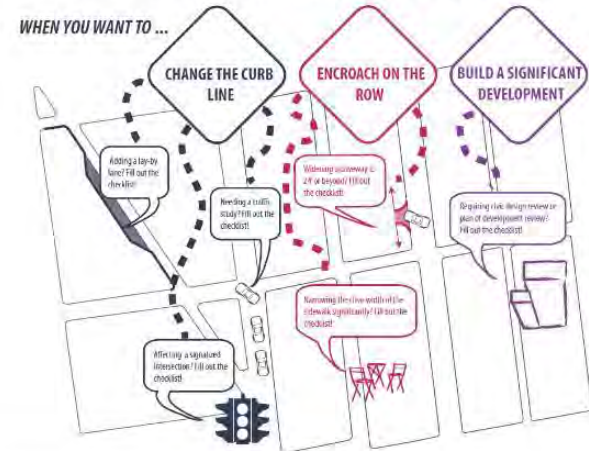 WHEN YOU WANT TO ...
CHANGE THE CURB
LINE
ENCROACH ON THE
ROW
BUILD A SIGNIFICANT
DEVELOPMENT
Adding a lay-by
lane? Fill out the
checklist!
Needing a traffic
study? Fill out the
checklist!
Widening a driveway to
24' or beyond? Fill out
the checklist!
Requiring civic design review or
plan of development review?
Fill out the checklist!
Narrowing the clear width of the
sidewalk significantly? Fill out the
checklist!
Affecting a signalized
intersection? Fill out the
checklist!